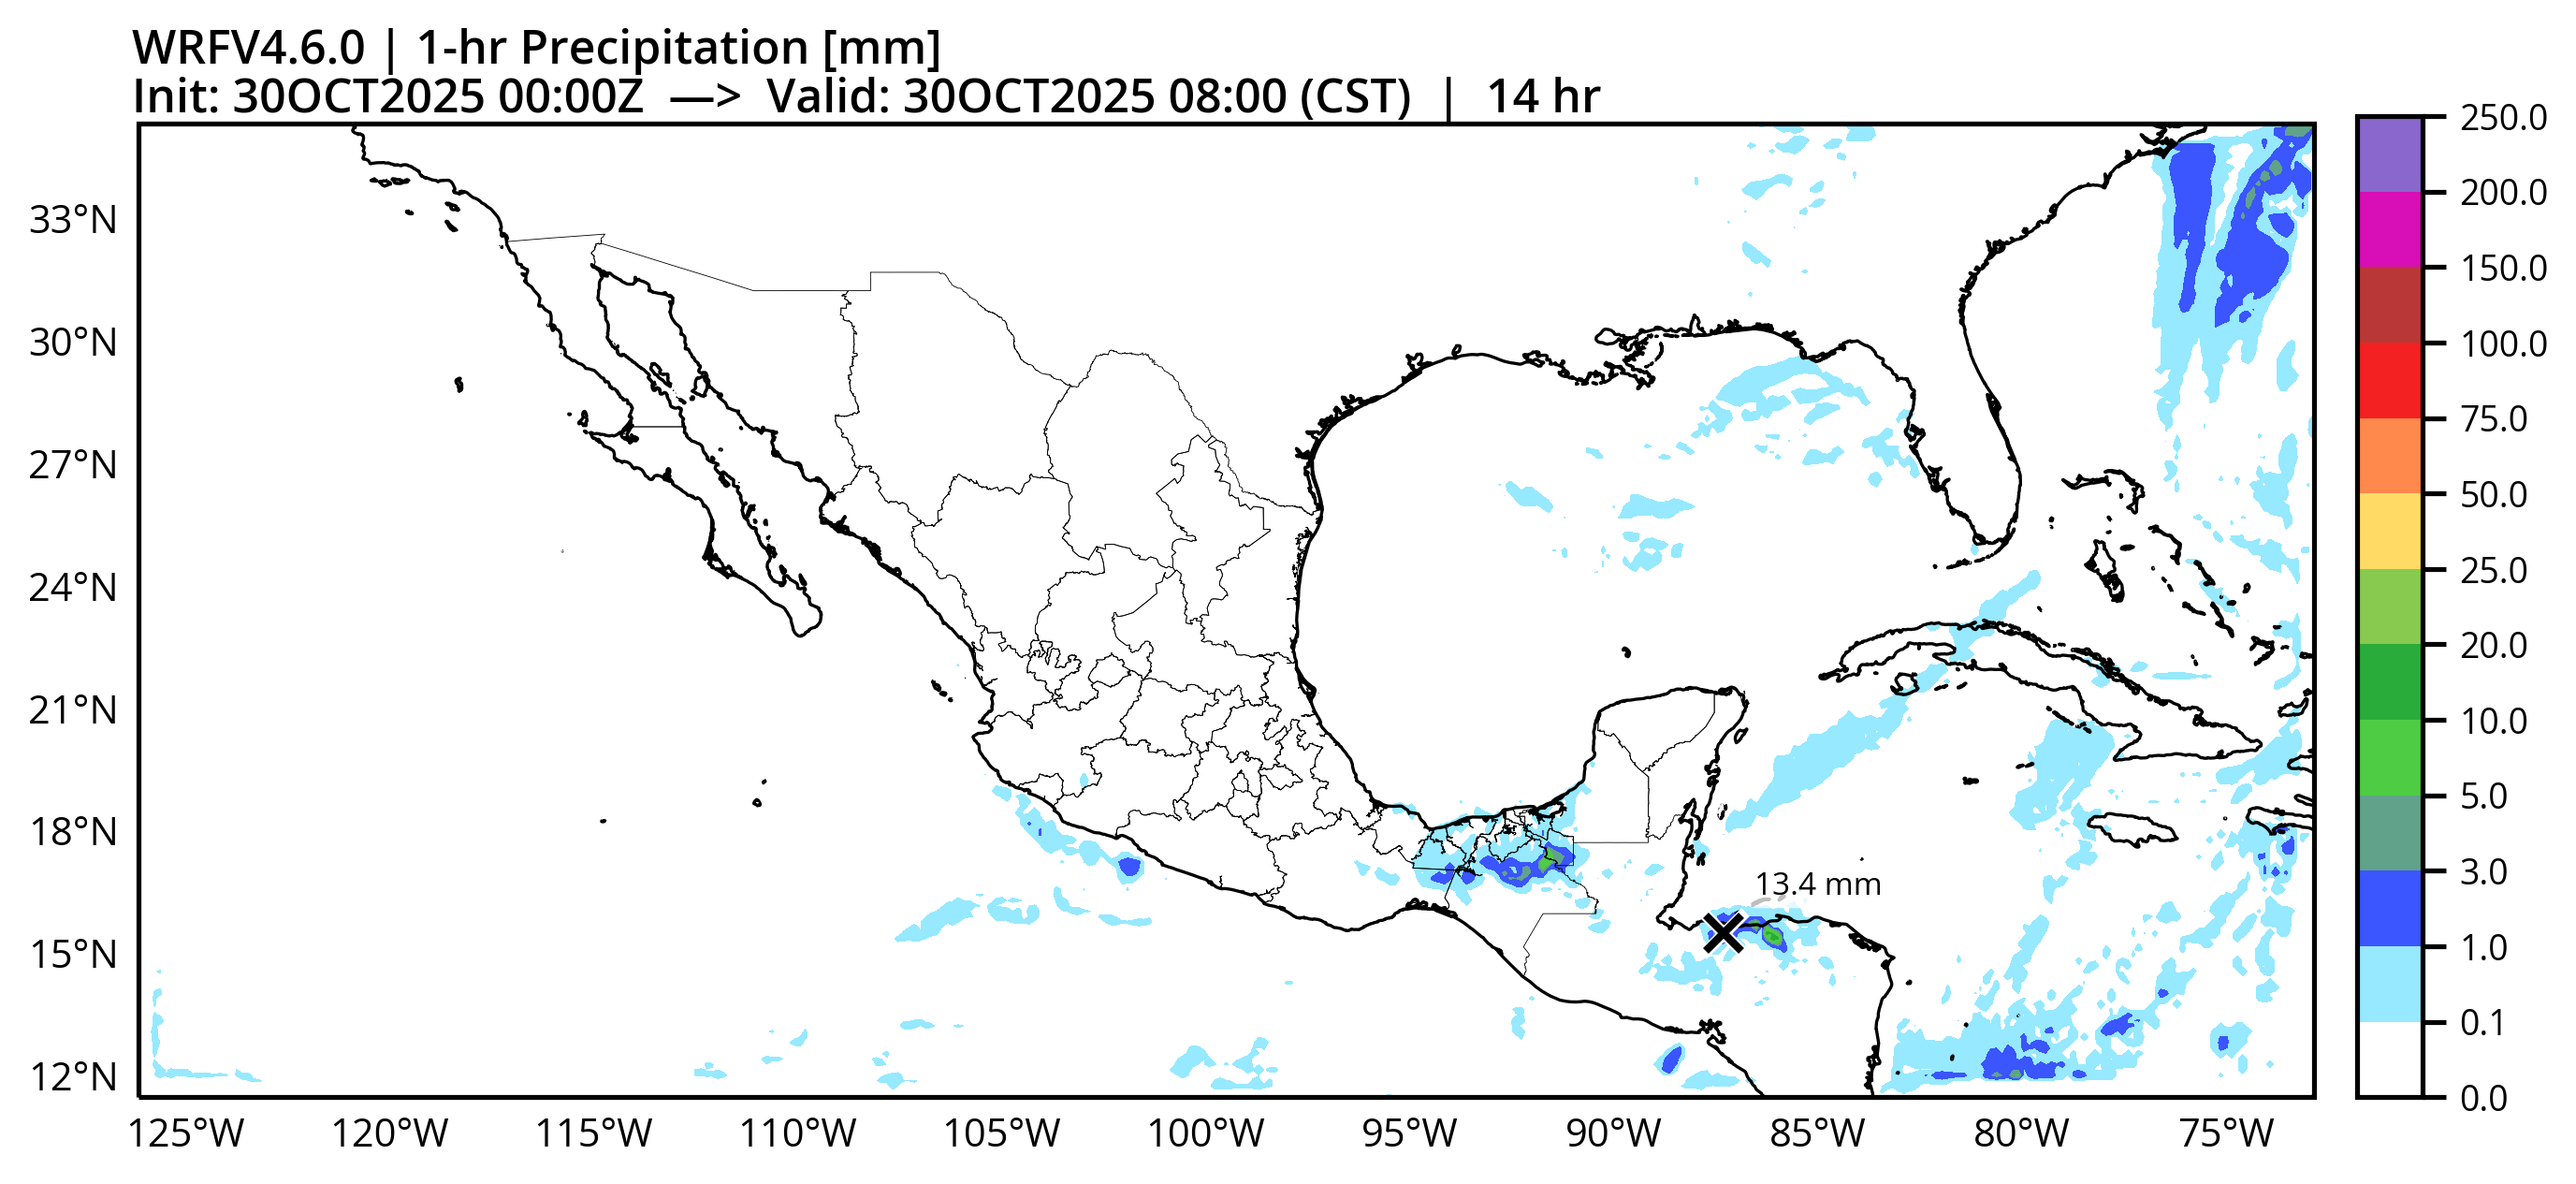 WRFV4.6.0 | 1-hr Precipitation [mm]
Init: 30OCT2025 00:00Z —> Valid: 30OCT2025 08:00 (CST) | 14 hr
250.0
200.0
150.0
100.0
75.0
50.0
25.0
20.0
10.0
5.0
3.0
1.0
0.1
0.0
33°N
30°N
27°N
24°N
21°N
18°N
15°N
12°N
13.4 mm
125°W 120°W 115°W 110°W 105°W 100°W 95°W 90°W 85°W 80°W 75°W